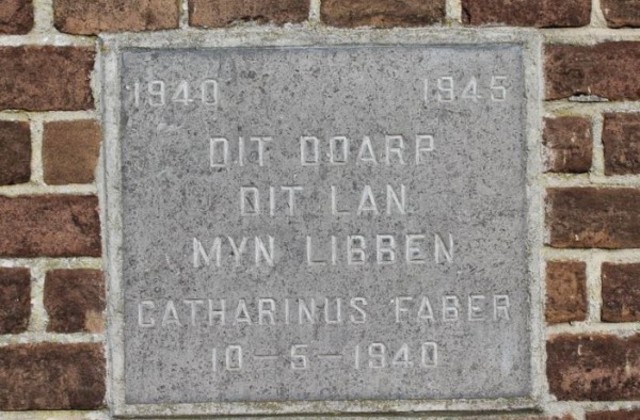 1940 1945
DIT DOARP
DIT LAN
MYN LIBBEN
CATHARINUS FABER
10-5-1940